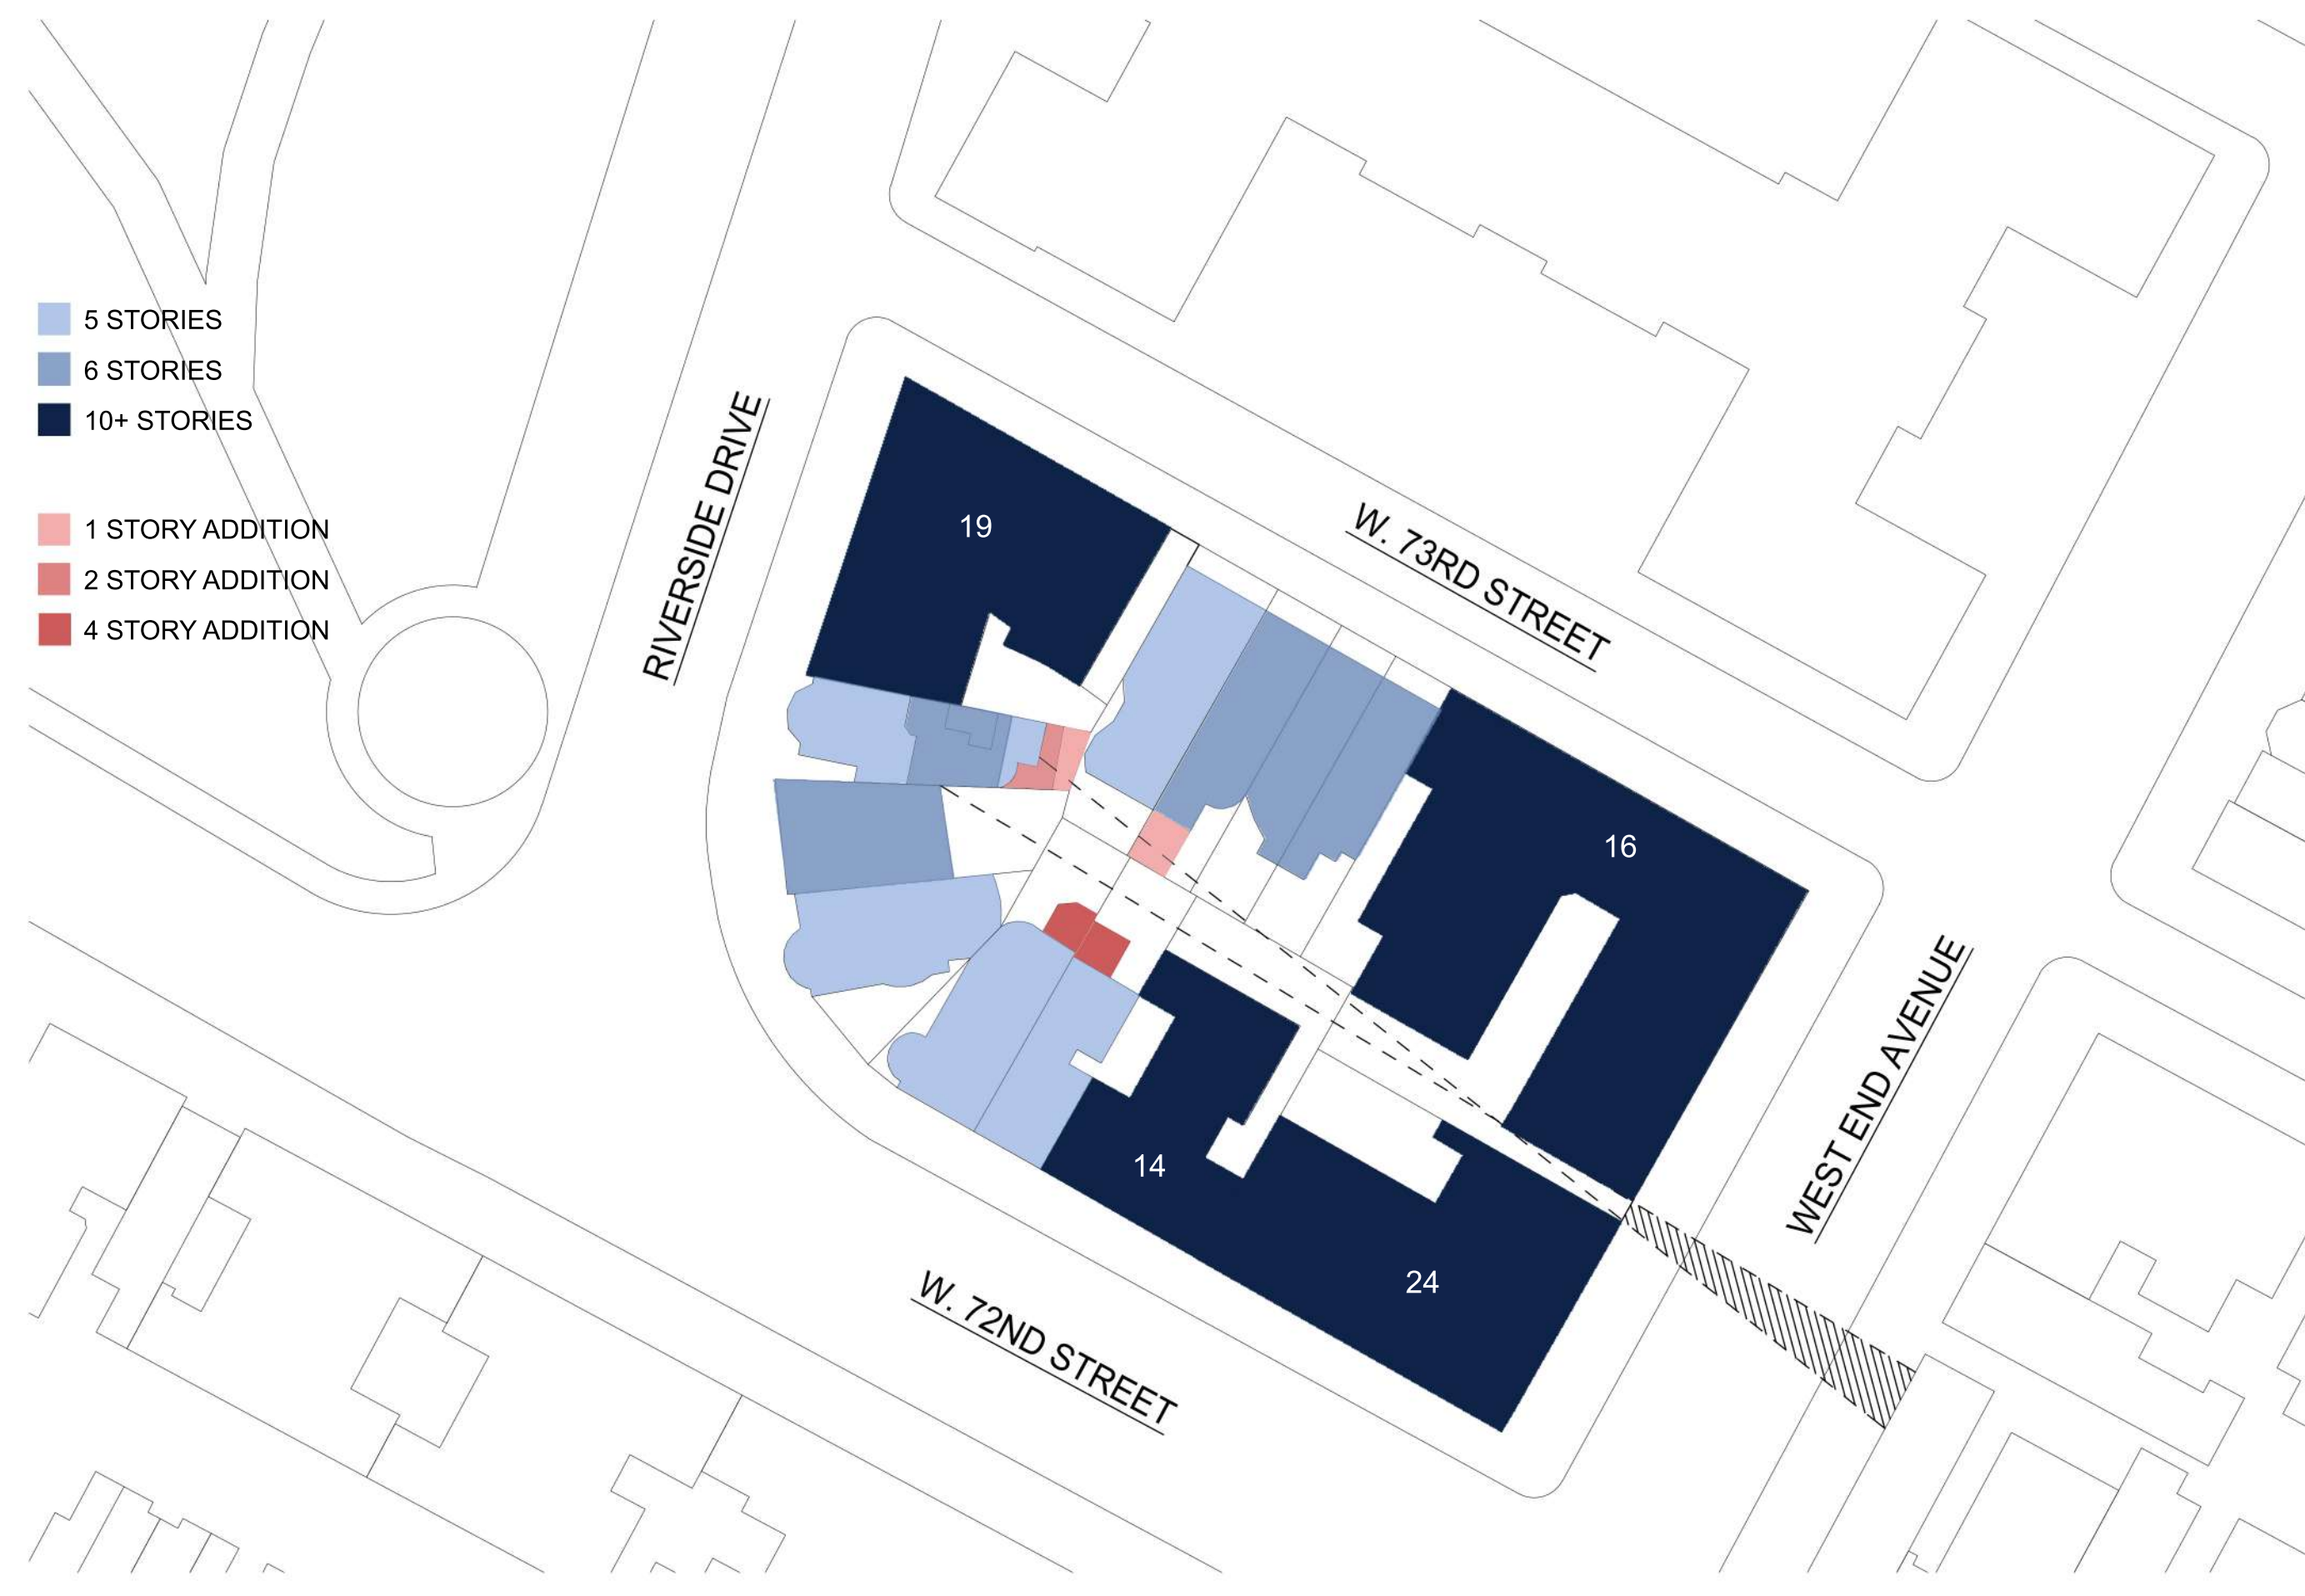 5 STORIES
6 STORIES
10+ STORIES
1 STORY ADDITION
2 STORY ADDITION
4 STORY ADDITION
RIVERSIDE DRIVE
19
W. 73RD STREET
16
WEST END AVENUE
14
24
W. 72ND STREET